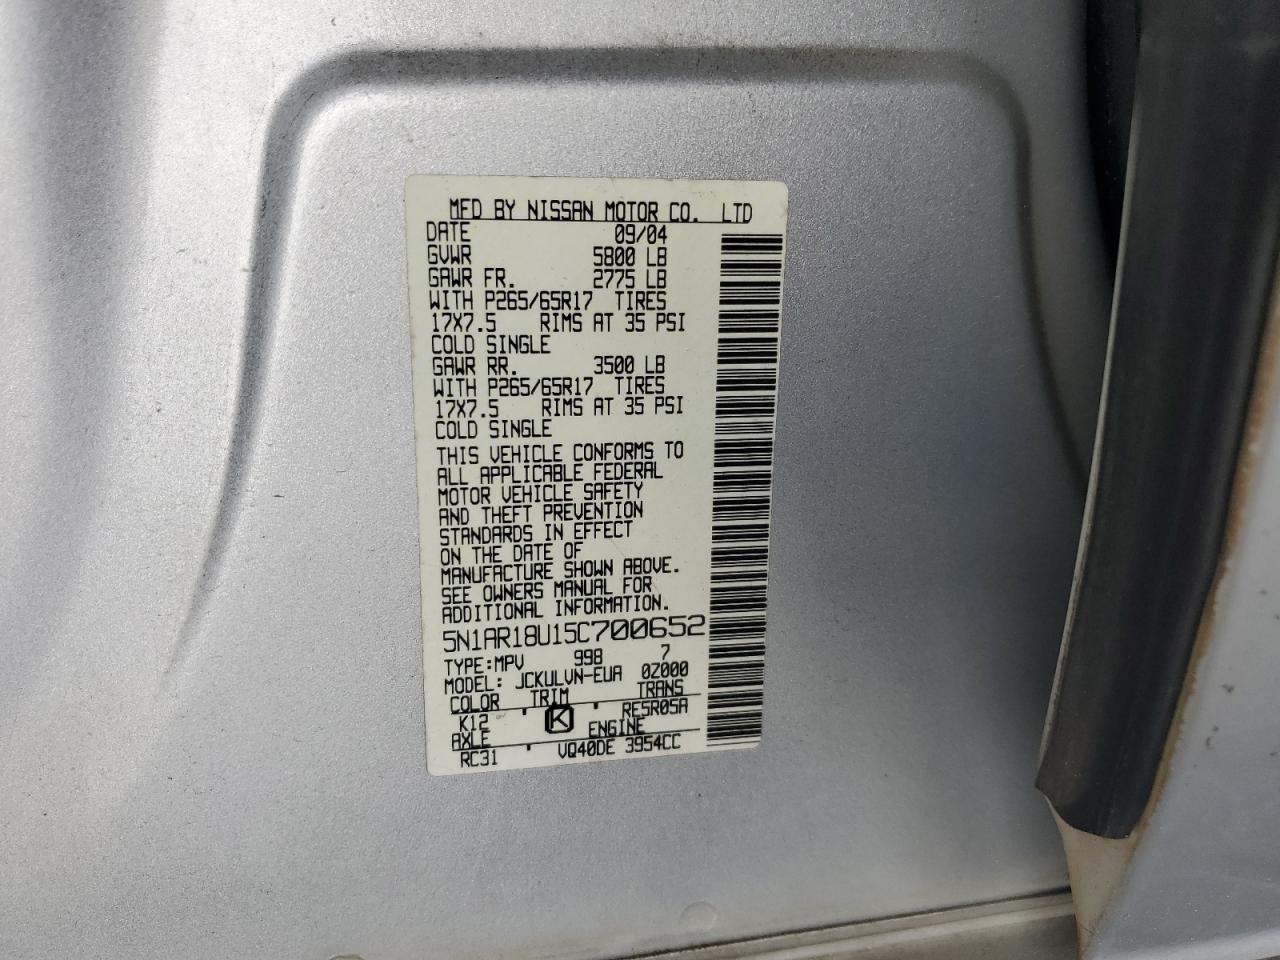 MFD BY NISSAN MOTOR CO. LTD
DATE 09/04
GVWR 5800 LB
GAWR FR. 2775 LB
WITH P265/65R17 TIRES
17X7.5 RIMS AT 35 PSI
COLD SINGLE
GAWR RR. 3500 LB
WITH P265/65R17 TIRES
17X7.5 RIMS AT 35 PSI
COLD SINGLE
THIS VEHICLE CONFORMS TO
ALL APPLICABLE FEDERAL
MOTOR VEHICLE SAFETY
AND THEFT PREVENTION
STANDARDS IN EFFECT
ON THE DATE OF
MANUFACTURE SHOWN ABOVE.
SEE OWNERS MANUAL FOR
ADDITIONAL INFORMATION.
5N1AR18U15C700652
TYPE:MPV 998 7
MODEL: JCKULVN-EUA 0Z000
COLOR TRIM TRANS
K12 K RE5R05A
AXLE ENGINE
RC31 VQ40DE 3954CC